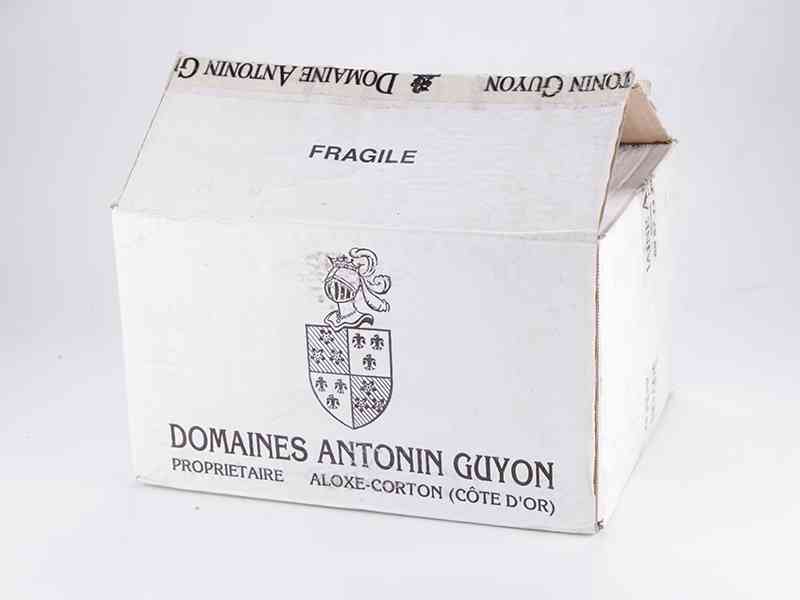 DOMAINE ANTONIN GUYON
FRAGILE
DOMAINES ANTONIN GUYON
PROPRIETAIRE ALOXE-CORTON (CÔTE D'OR)